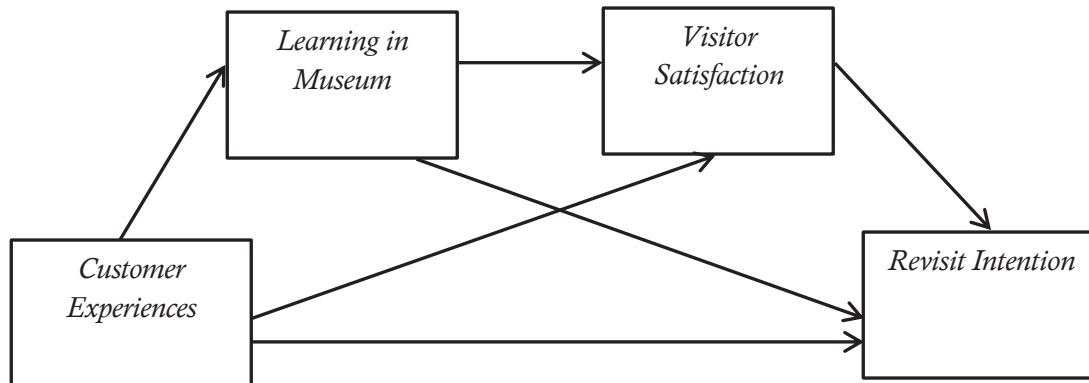 Learning in
Museum
Visitor
Satisfaction
Customer
Experiences
Revisit Intention